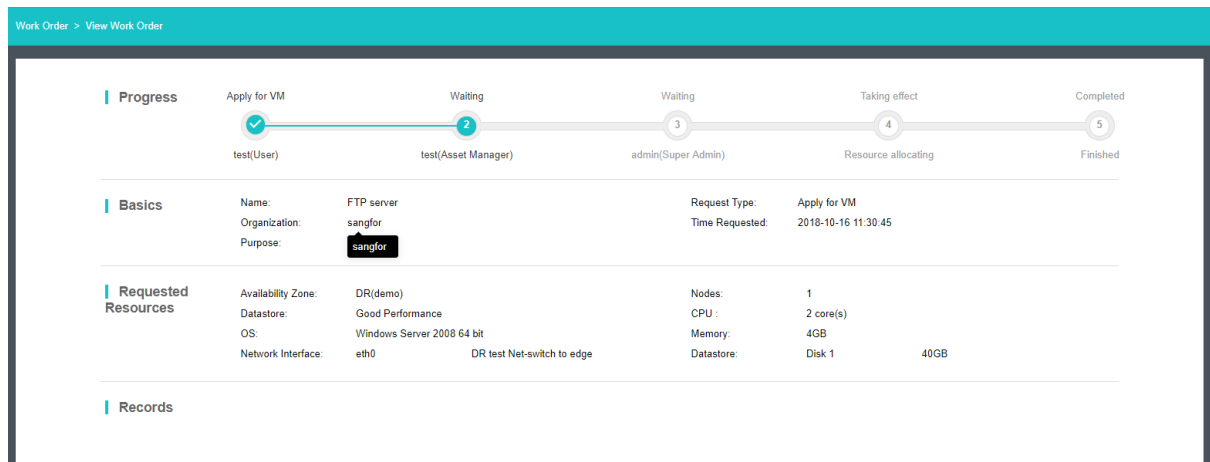 Work Order > View Work Order
Progress
Apply for VM Waiting Waiting Taking effect Completed
2 3 4 5
test(User) test(Asset Manager) admin(Super Admin) Resource allocating Finished
Basics
Name: FTP server Request Type: Apply for VM
Organization: sangfor Time Requested: 2018-10-16 11:30:45
Purpose:
sangfor
Requested
Resources
Availability Zone: DR(demo) Nodes: 1
Datastore: Good Performance CPU : 2 core(s)
OS: Windows Server 2008 64 bit Memory: 4GB
Network Interface: eth0 DR test Net-switch to edge Datastore: Disk 1 40GB
Records